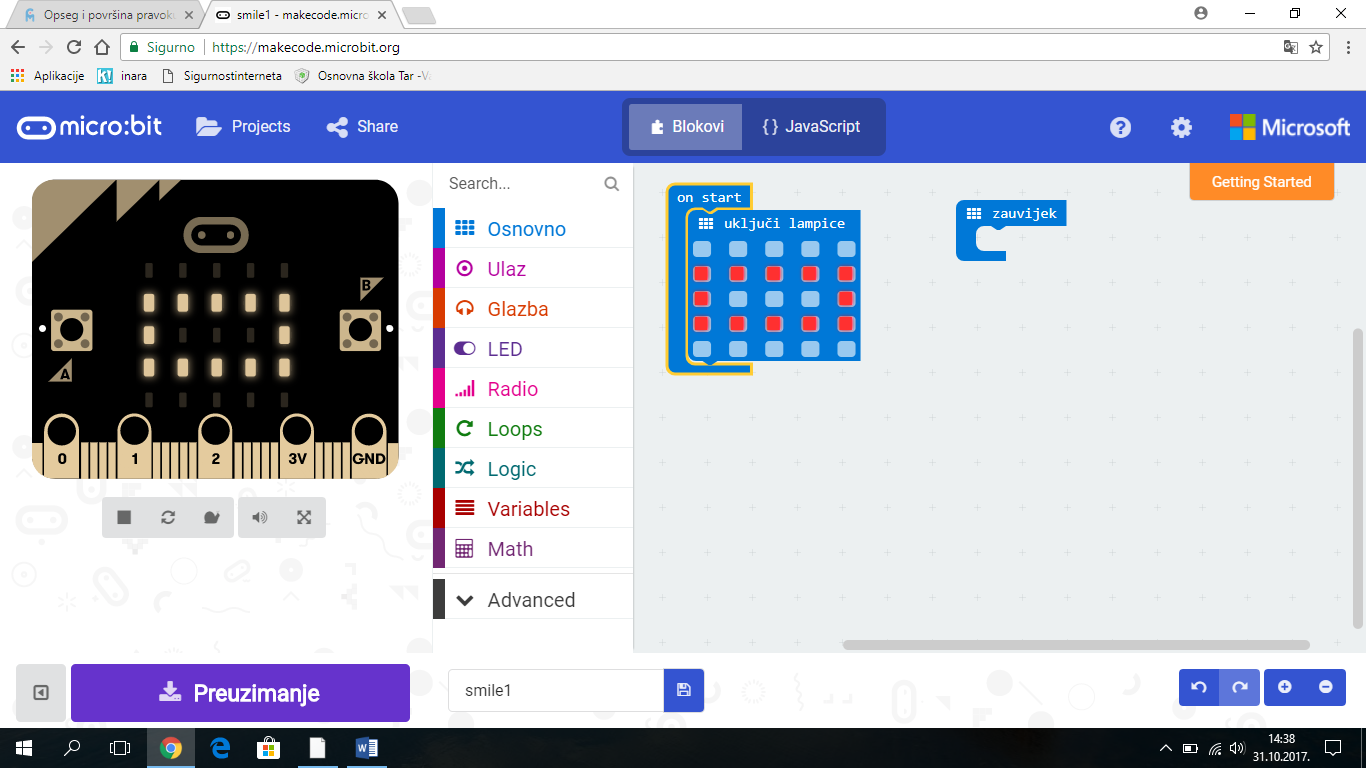 Opseg i površina pravoku
smile1 - makecode.micro
Sigurno
https://makecode.microbit.org
Aplikacije
inara
Sigurnostinterneta
Osnovna škola Tar -Va
micro:bit
Projects
Share
Blokovi
{} JavaScript
Microsoft
Getting Started
Search...
Osnovno
Ulaz
Glazba
LED
Radio
Loops
Logic
Variables
Math
Advanced
on start
uključi lampice
zauvijek
B
A
0 1 2 3V GND
Preuzimanje
smile1
14:38
31.10.2017.